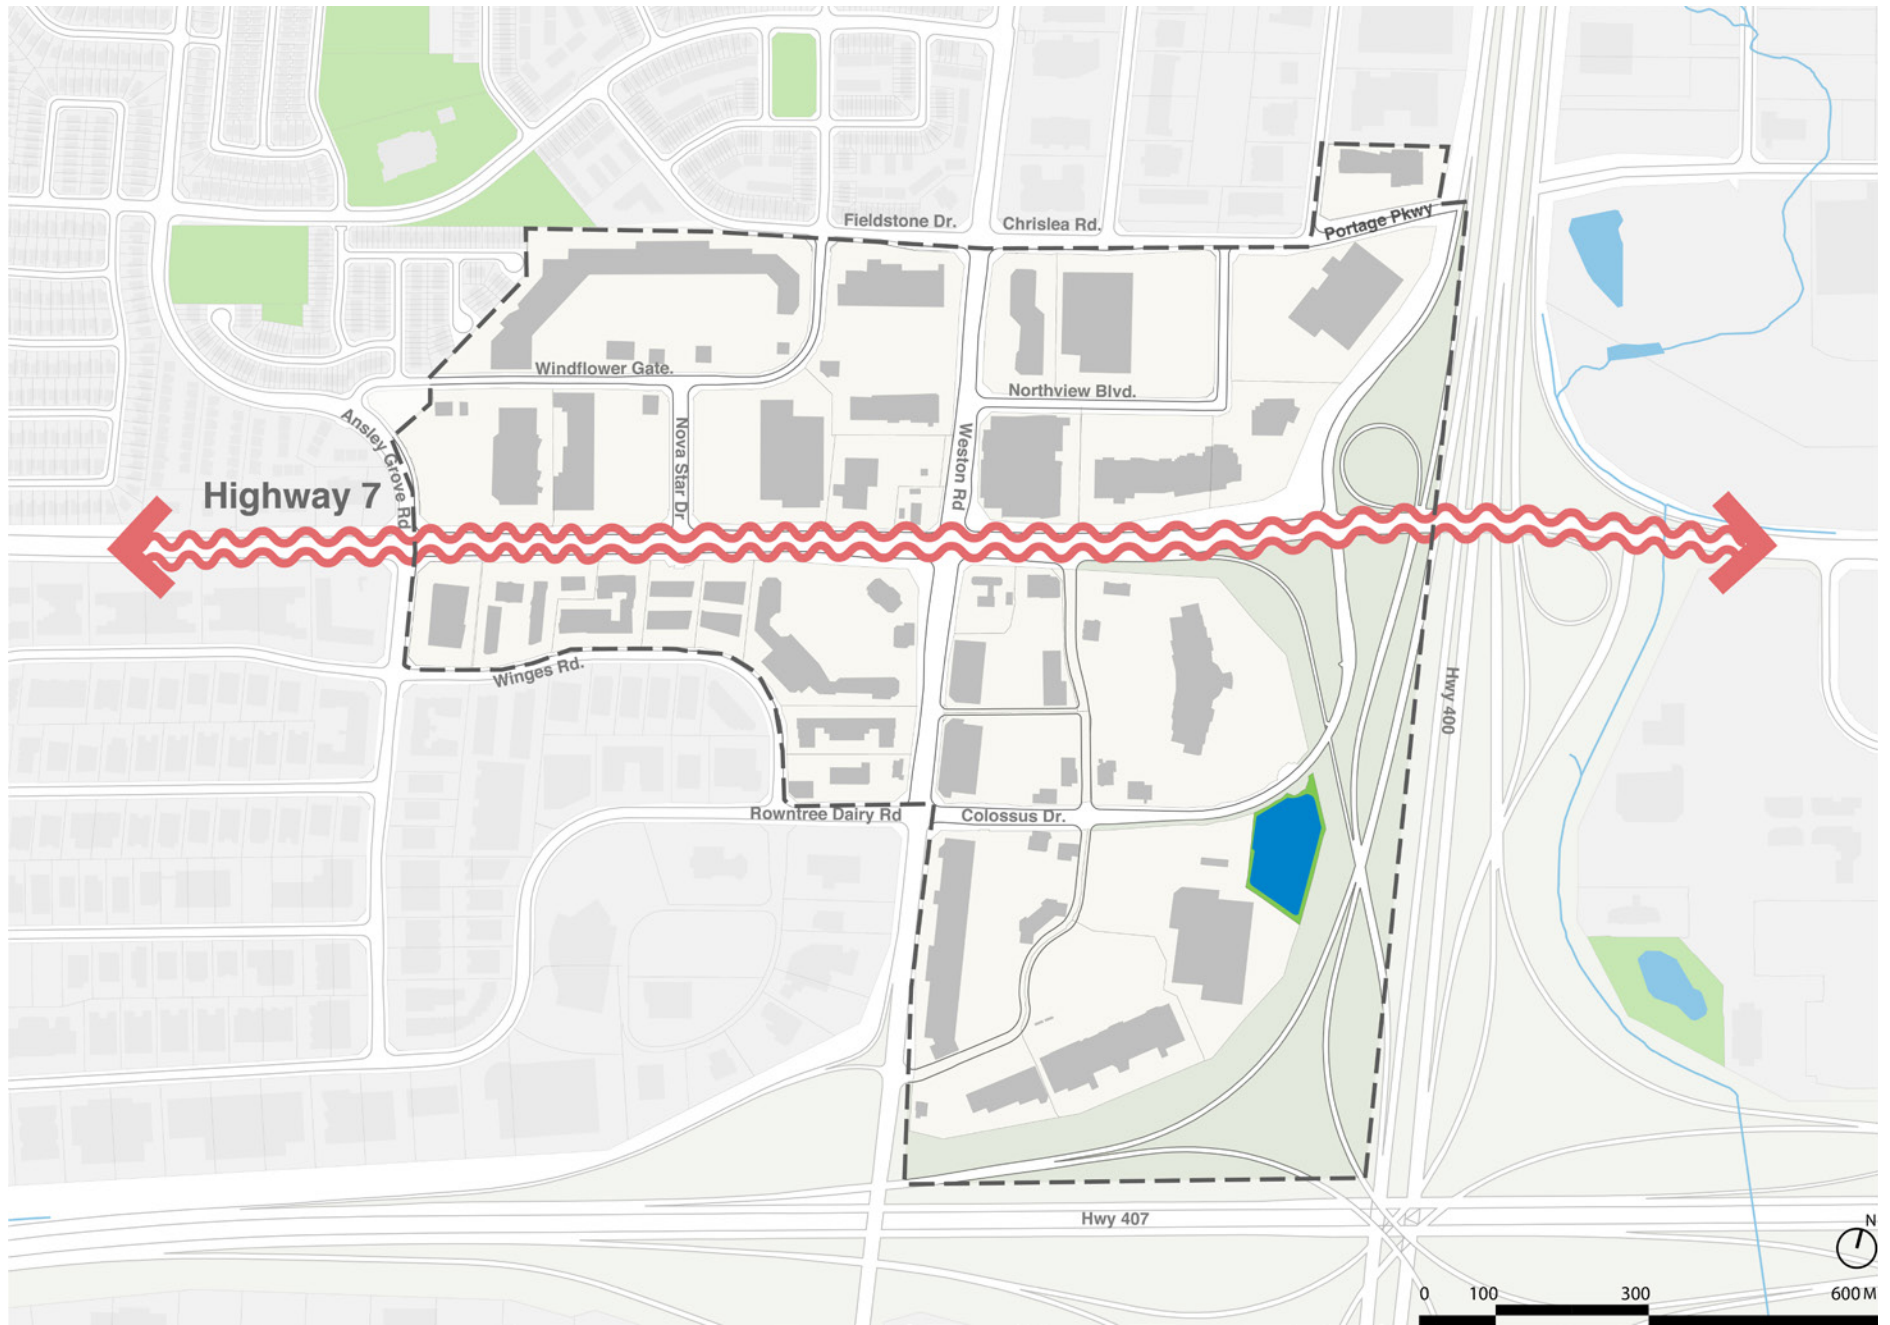 Fieldstone Dr.
Chrislea Rd.
Portage Pkwy
Windflower Gate.
Northview Blvd.
Ansley Grove Rd
Nova Star Dr
Weston Rd
Highway 7
Winges Rd.
Hwy 400
Rowntree Dairy Rd
Colossus Dr.
Hwy 407
N
0 100 300 600 M